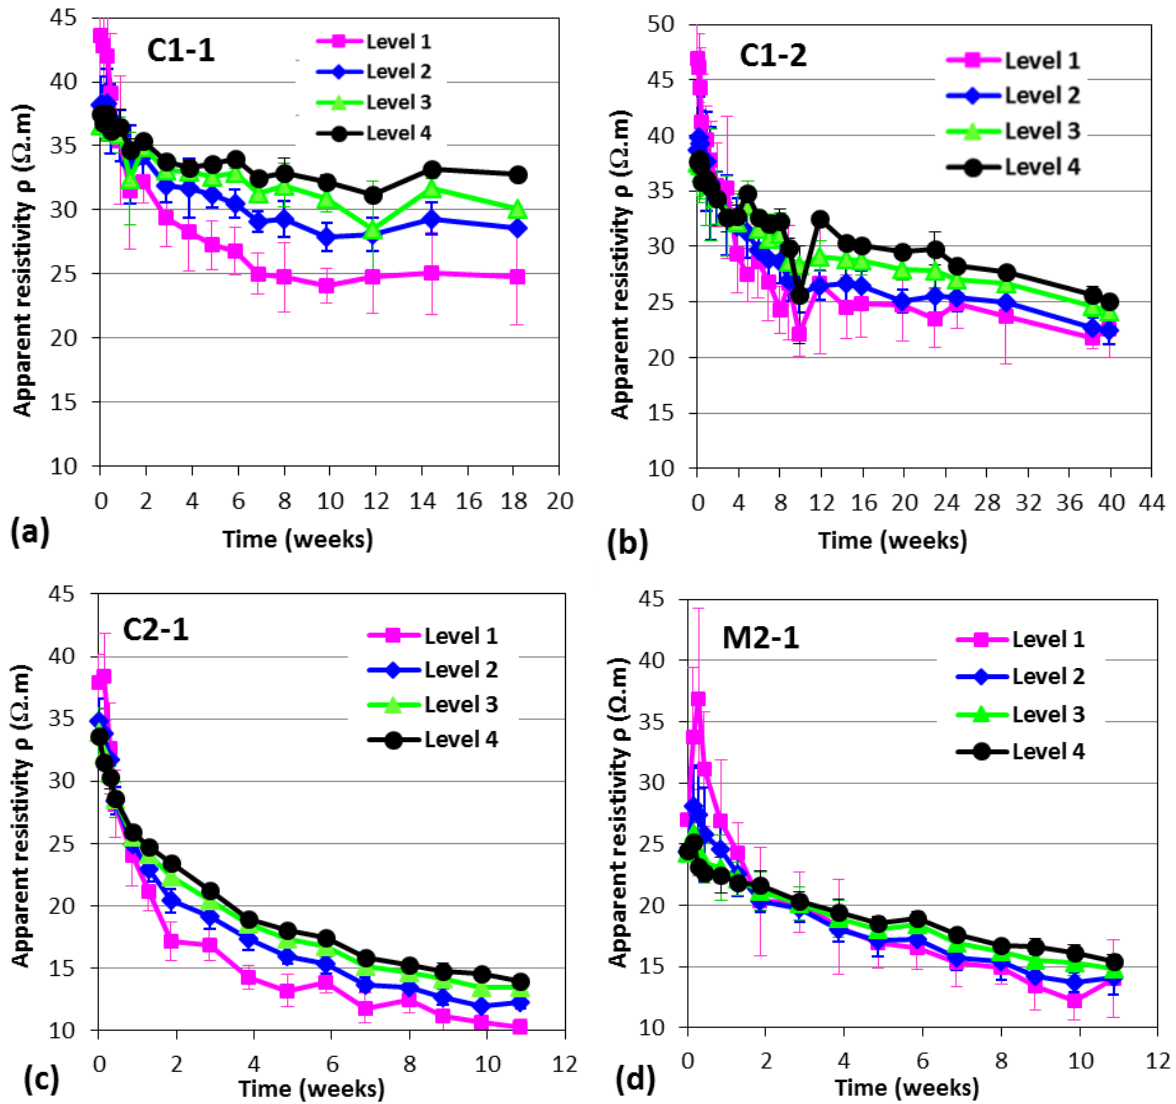 C1-1
Level 1
Level 2
Level 3
Level 4
Apparent resistivity ρ (Ω.m)
45
40
35
30
25
20
15
10
0 2 4 6 8 10 12 14 16 18 20
Time (weeks)
(a)
C1-2
Level 1
Level 2
Level 3
Level 4
Apparent resistivity ρ (Ω.m)
50
45
40
35
30
25
20
15
10
0 4 8 12 16 20 24 28 32 36 40 44
Time (weeks)
(b)
C2-1
Level 1
Level 2
Level 3
Level 4
Apparent resistivity ρ (Ω.m)
45
40
35
30
25
20
15
10
0 2 4 6 8 10 12
Time (weeks)
(c)
M2-1
Level 1
Level 2
Level 3
Level 4
Apparent resistivity ρ (Ω.m)
45
40
35
30
25
20
15
10
0 2 4 6 8 10 12
Time (weeks)
(d)